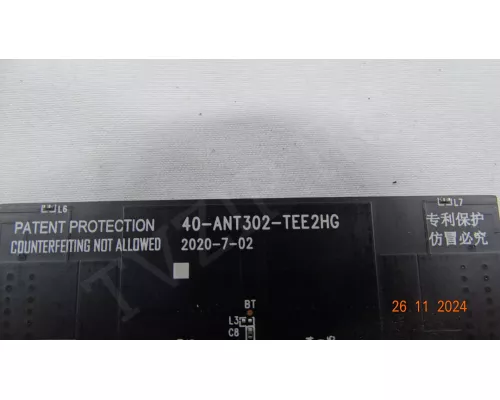 L6
L7
PATENT PROTECTION
40-ANT302-TEE2HG
专利保护
COUNTERFEITING NOT ALLOWED
2020-7-02
仿冒必究
BT
L3
C8
26 11 2024